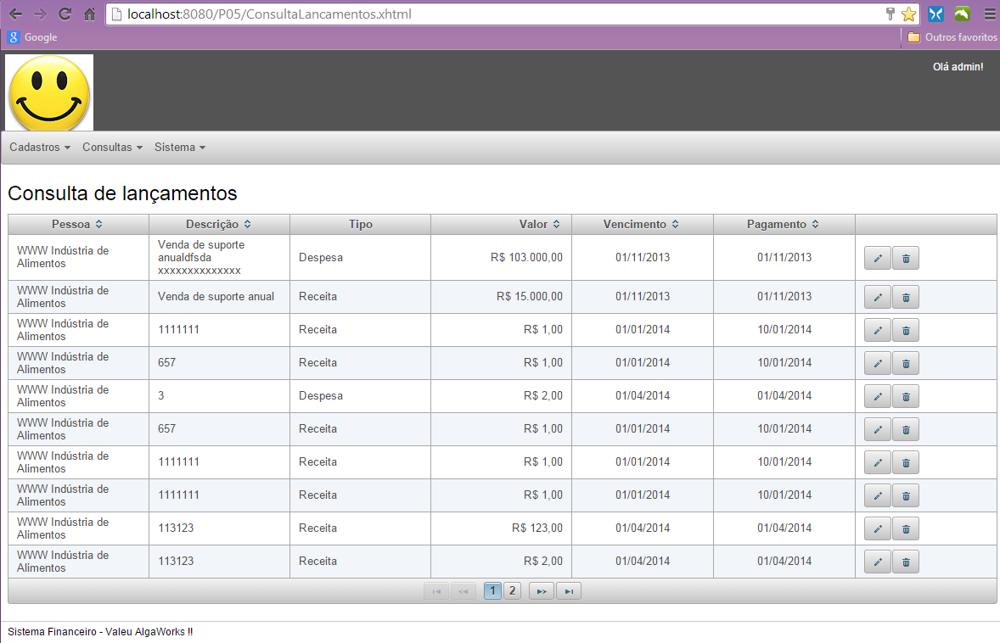 localhost:8080/P05/ConsultaLancamentos.xhtml
8 Google
Outros favoritos
Olá admin!
Cadastros Consultas Sistema
Consulta de lançamentos
Pessoa Descrição Tipo Valor Vencimento Pagamento
WWW Indústria de
Alimentos
Venda de suporte
anualdfsda
xxxxxxxxxxxxxx
Despesa
R$ 103.000,00
01/11/2013
01/11/2013
WWW Indústria de
Alimentos
Venda de suporte anual
Receita
R$ 15.000,00
01/11/2013
01/11/2013
WWW Indústria de
Alimentos
1111111
Receita
R$ 1,00
01/01/2014
10/01/2014
WWW Indústria de
Alimentos
657
Receita
R$ 1,00
01/01/2014
10/01/2014
WWW Indústria de
Alimentos
3
Despesa
R$ 2,00
01/04/2014
01/04/2014
WWW Indústria de
Alimentos
657
Receita
R$ 1,00
01/01/2014
10/01/2014
WWW Indústria de
Alimentos
1111111
Receita
R$ 1,00
01/01/2014
10/01/2014
WWW Indústria de
Alimentos
1111111
Receita
R$ 1,00
01/01/2014
10/01/2014
WWW Indústria de
Alimentos
113123
Receita
R$ 123,00
01/04/2014
01/04/2014
WWW Indústria de
Alimentos
113123
Receita
R$ 2,00
01/04/2014
01/04/2014
1 2
Sistema Financeiro - Valeu AlgaWorks !!